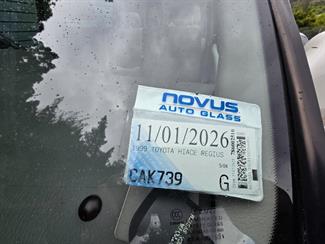 novus
AUTO GLASS
11/01/2026
1999 TOYOTA HIACE REGIUS
CAK739
G